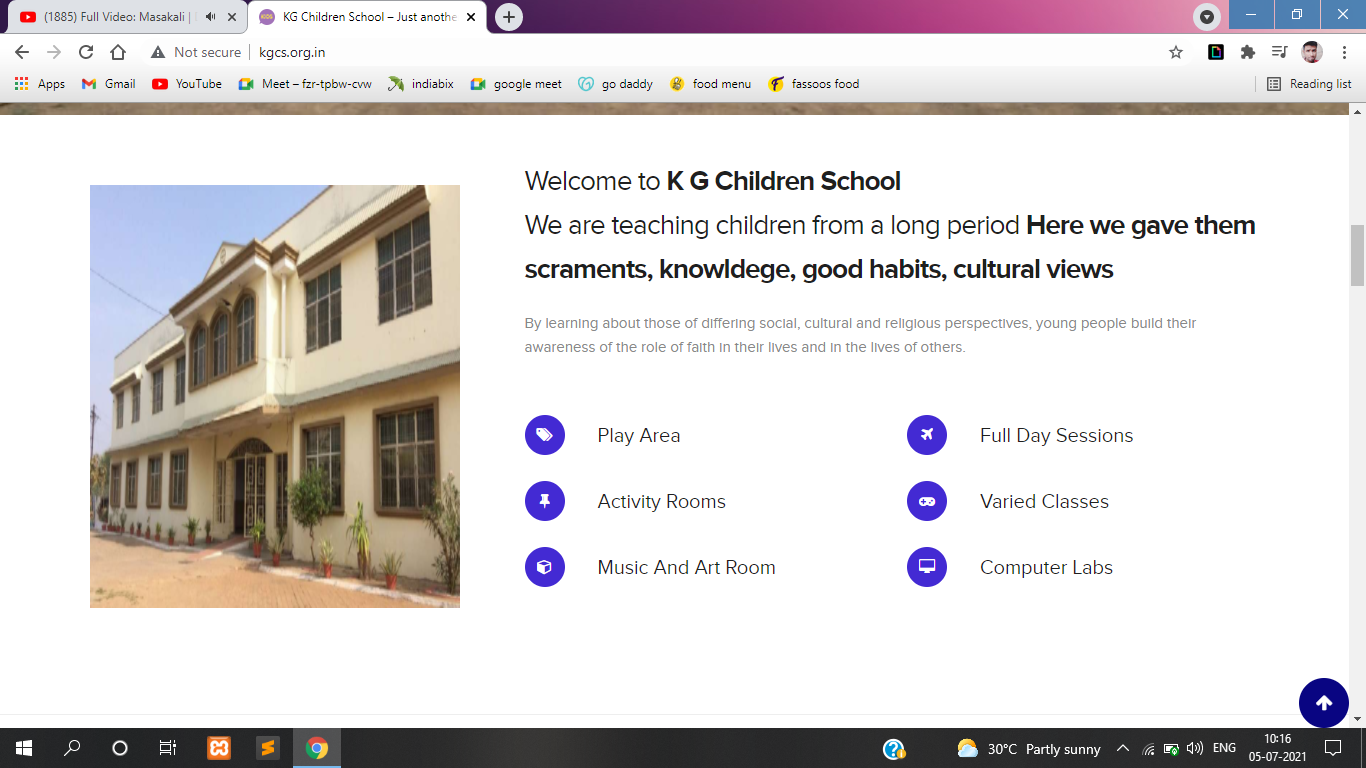 (1885) Full Video: Masakali |
KG Children School – Just anothe
Not secure
kgcs.org.in
Apps
Gmail
YouTube
Meet – fzr-tpbw-cvw
indiabix
google meet
go daddy
food menu
fassoos food
Reading list
Welcome to K G Children School
We are teaching children from a long period Here we gave them
scraments, knowldege, good habits, cultural views
By learning about those of differing social, cultural and religious perspectives, young people build their
awareness of the role of faith in their lives and in the lives of others.
Play Area
Full Day Sessions
Activity Rooms
Varied Classes
Music And Art Room
Computer Labs
30°C Partly sunny
ENG
10:16
05-07-2021